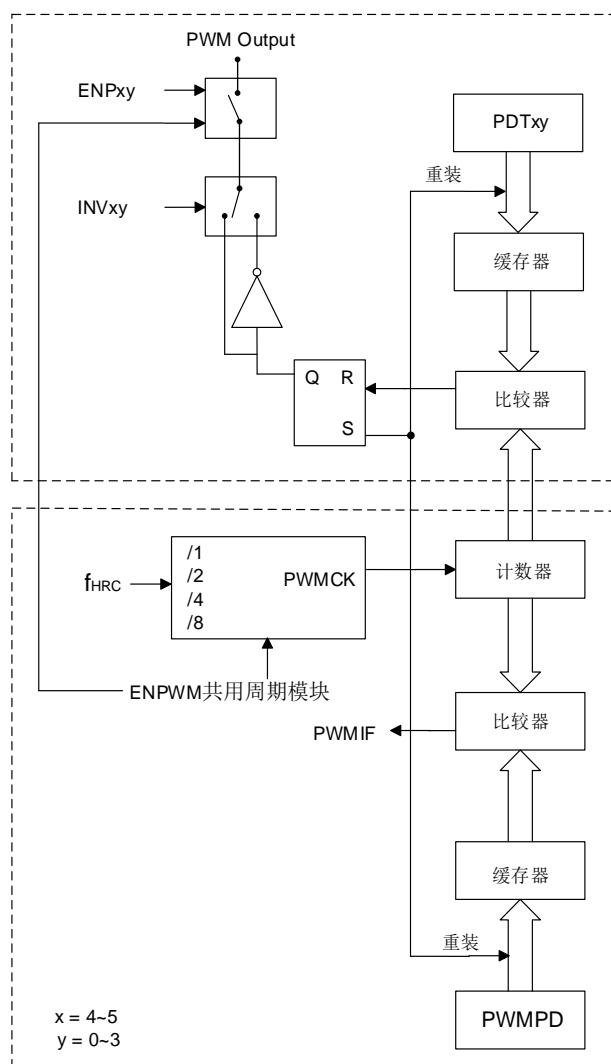 PWM Output
ENPxy
PDTxy
重装
INVxy
缓存器
Q R
S
比较器
/1
/2
/4
/8
fHRC
PWMCK
计数器
ENPWM共用周期模块
PWMIF
比较器
缓存器
重装
PWMPD
x = 4~5
y = 0~3